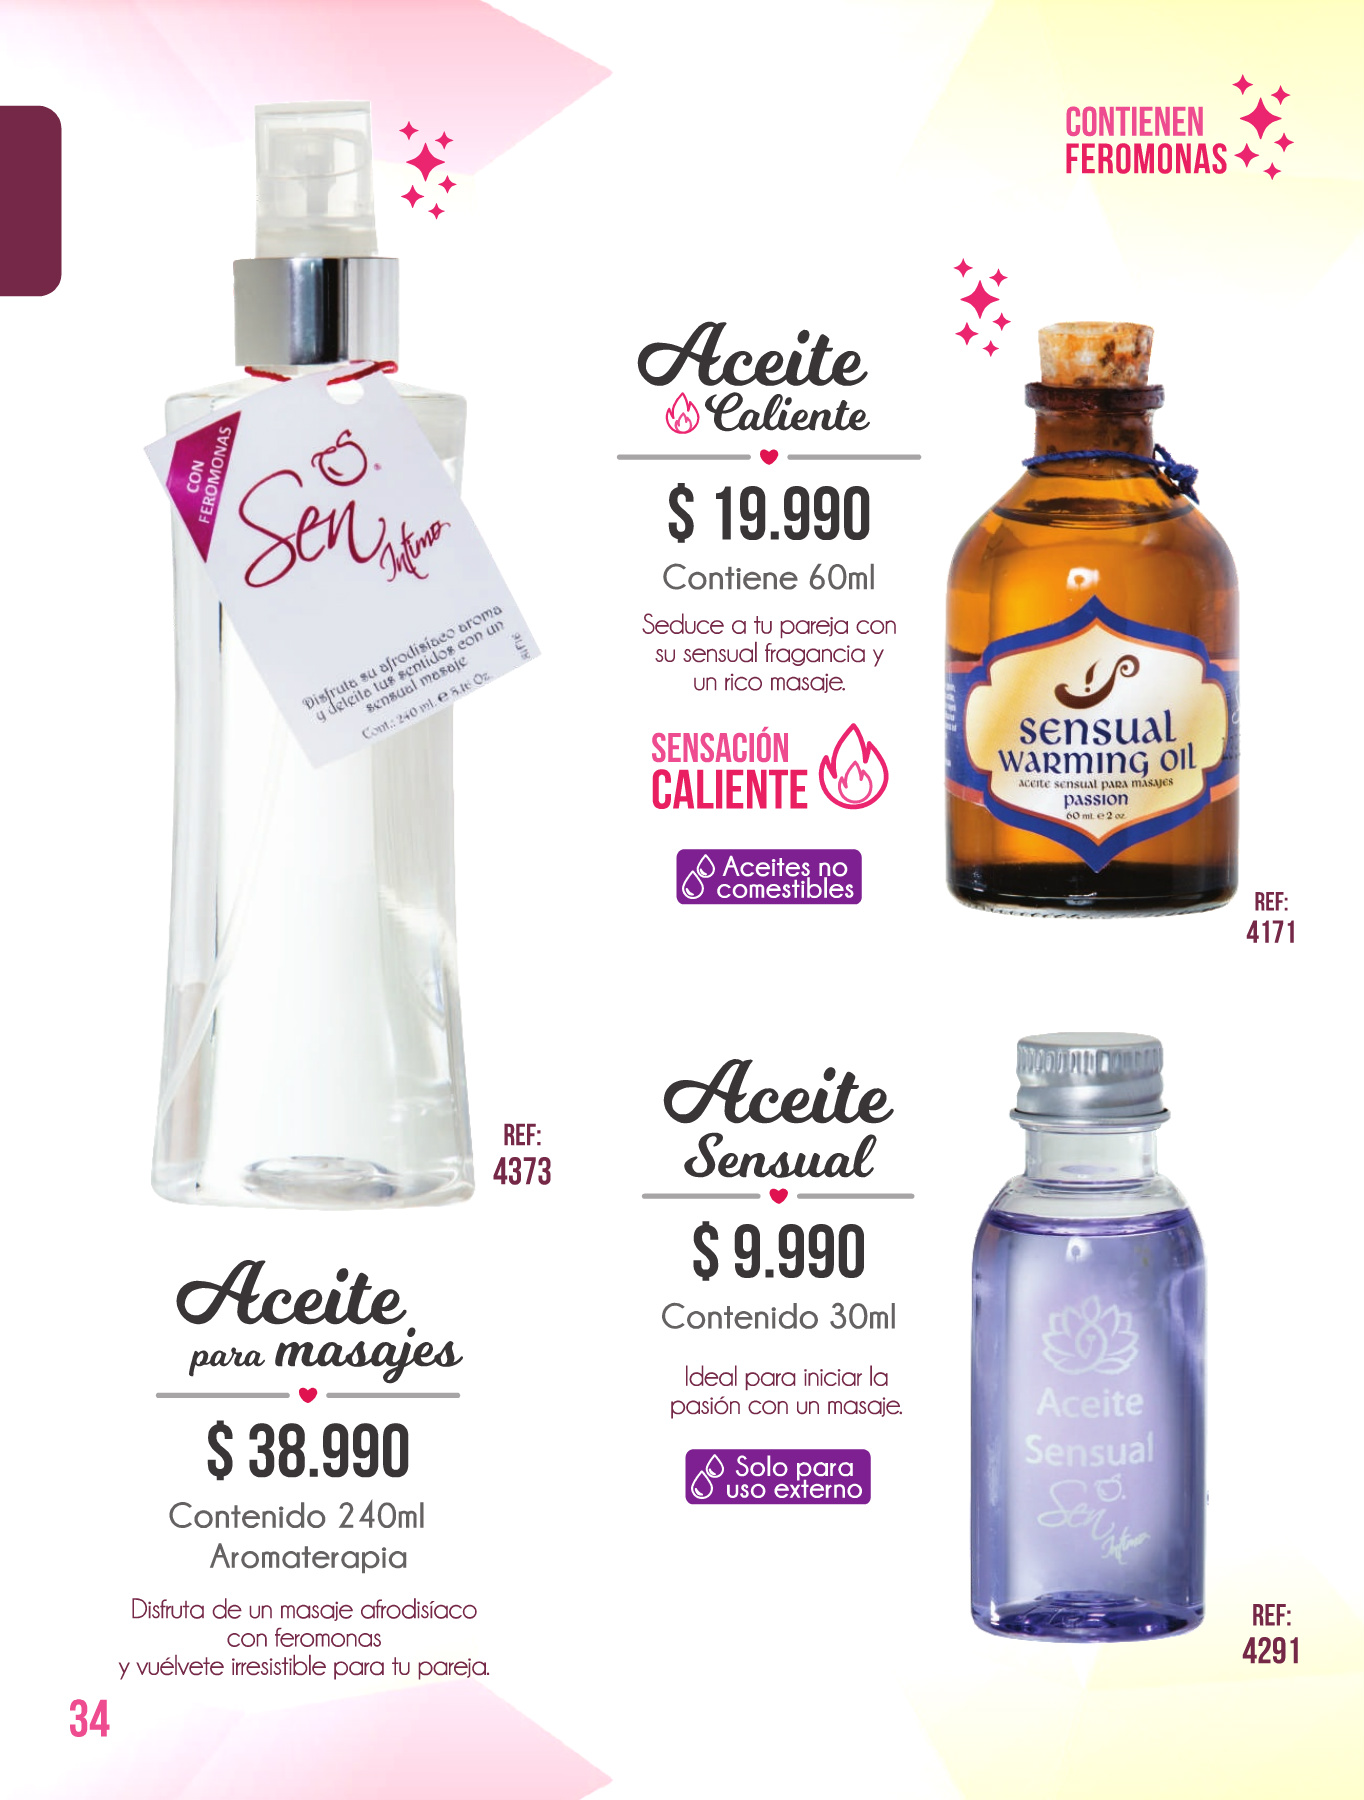 CONTIENEN
FEROMONAS
CON
FEROMONAS
Sen
Intimo
Disfruta su afrodisíaco aroma
y deleita tus sentidos con un
sensual masaje
Cont.: 240 ml. e 8.16 Oz.
REF:
4373
Aceite
para masajes
$ 38.990
Contenido 240ml
Aromaterapia
Disfruta de un masaje afrodisíaco
con feromonas
y vuélvete irresistible para tu pareja.
Aceite
Caliente
$ 19.990
Contiene 60ml
Seduce a tu pareja con
su sensual fragancia y
un rico masaje.
SENSACIÓN
CALIENTE
Aceites no
comestibles
SENSUAL
WARMING OIL
ACEITE SENSUAL PARA MASAJES
PASSION
60 ml. e 2 oz.
REF:
4171
Aceite
Sensual
$ 9.990
Contenido 30ml
Ideal para iniciar la
pasión con un masaje.
Solo para
uso externo
Aceite
Sensual
Sen
Intimo
REF:
4291
34